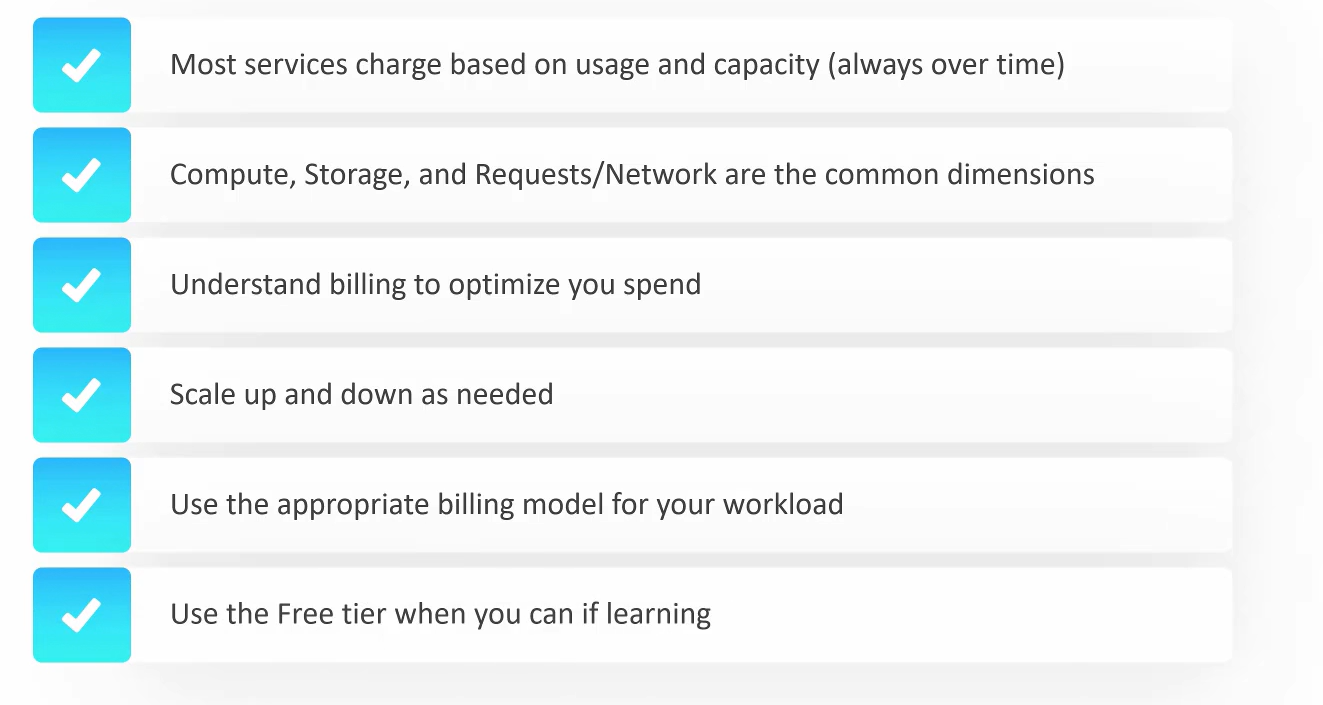 Most services charge based on usage and capacity (always over time)
Compute, Storage, and Requests/Network are the common dimensions
Understand billing to optimize you spend
Scale up and down as needed
Use the appropriate billing model for your workload
Use the Free tier when you can if learning